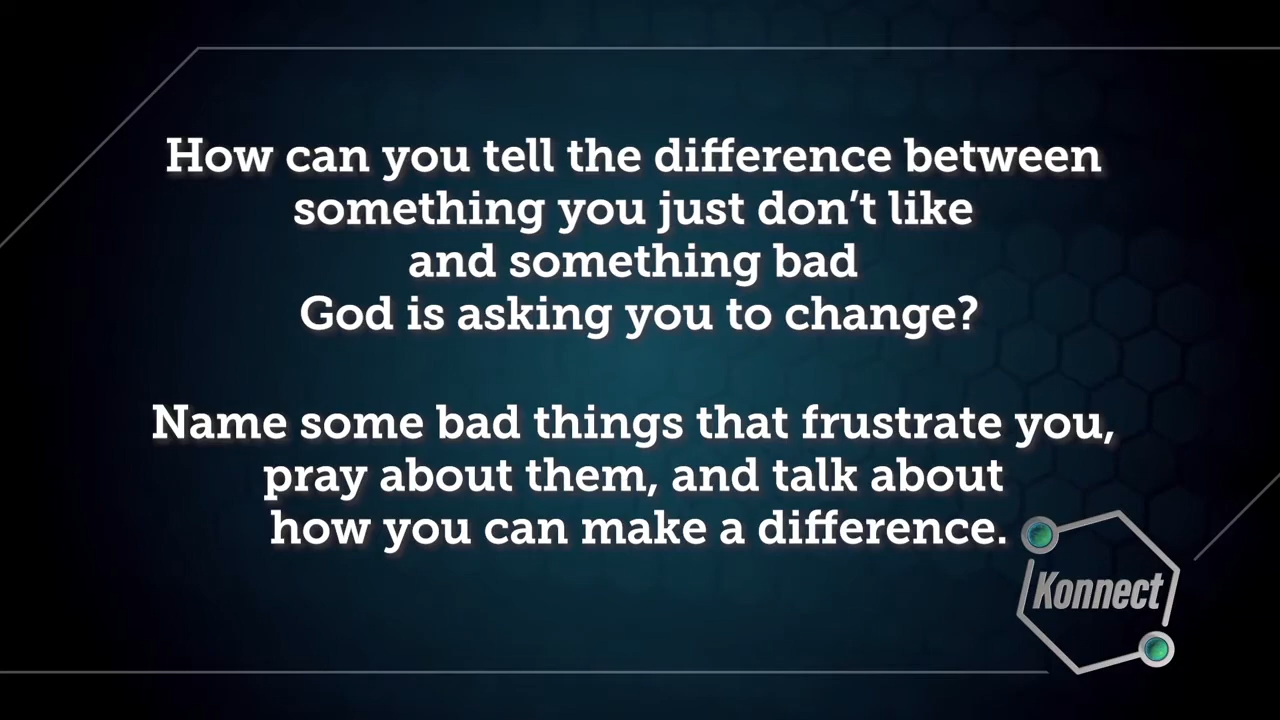 How can you tell the difference between
something you just don’t like
and something bad
God is asking you to change?
Name some bad things that frustrate you,
pray about them, and talk about
how you can make a difference.
Konnect